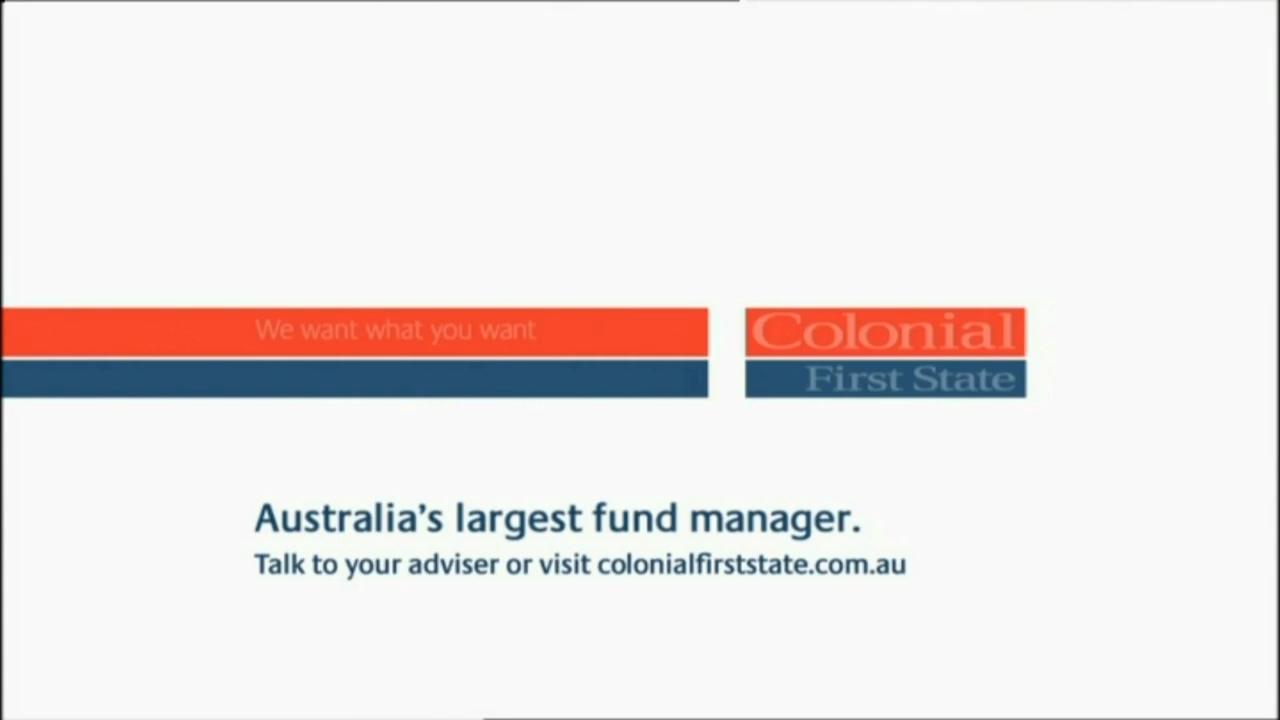 We want what you want
Colonial
First State
Australia's largest fund manager.
Talk to your adviser or visit colonialfirststate.com.au